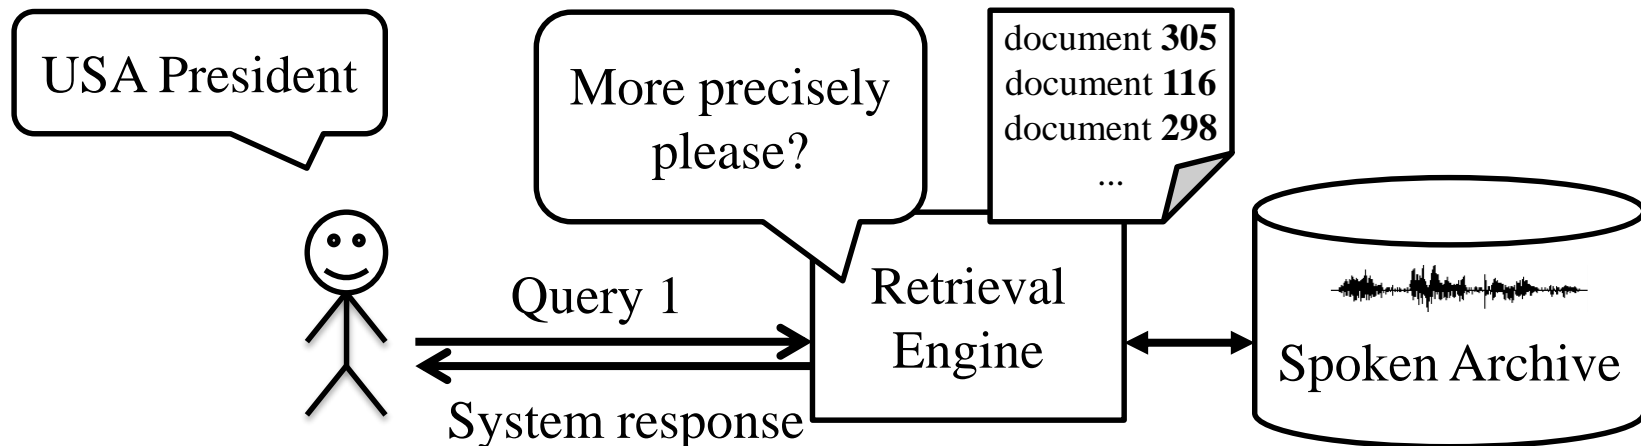 USA President
More precisely
please?
document 305
document 116
document 298
...
Query 1
System response
Retrieval
Engine
Spoken Archive